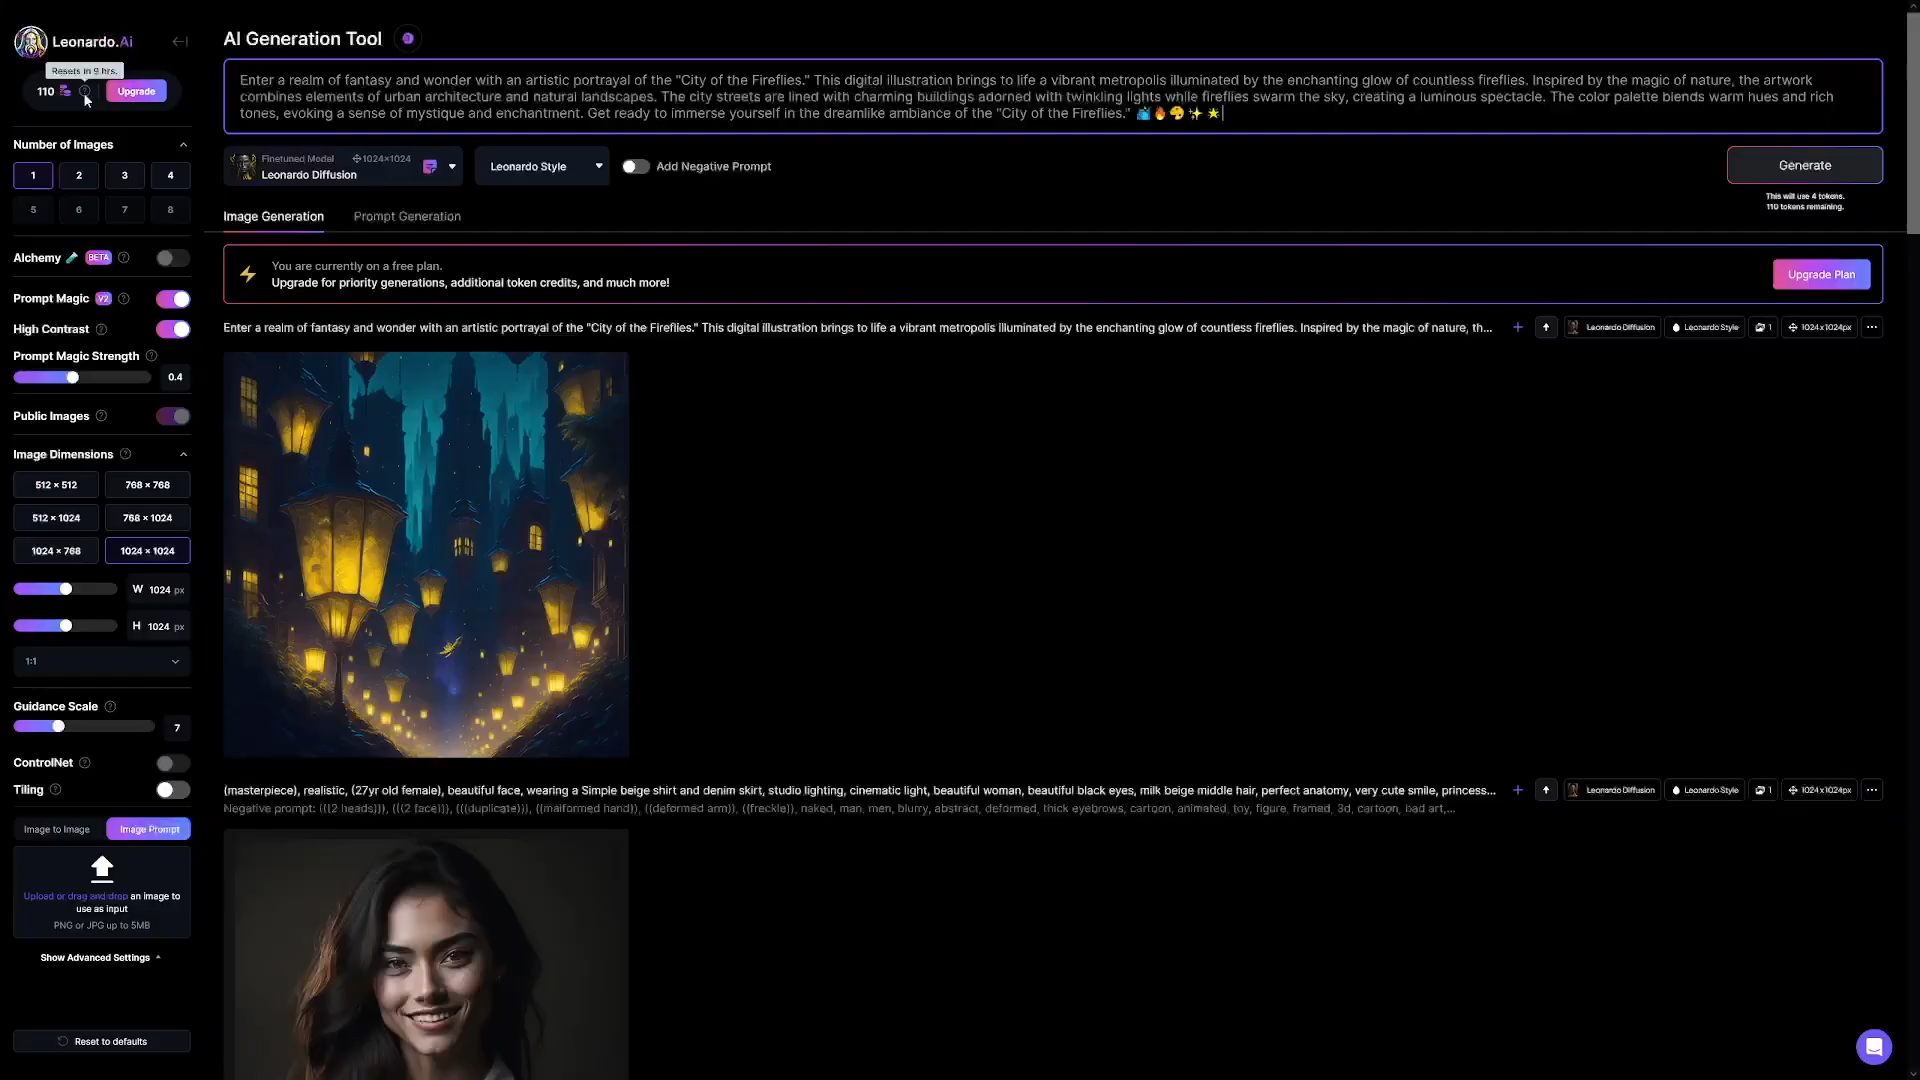 Leonardo.Ai
Resets in 9 hrs.
110
Upgrade
Number of Images
1 2 3 4
5 6 7 8
Alchemy BETA
Prompt Magic V2
High Contrast
Prompt Magic Strength
0.4
Public Images
Image Dimensions
512 × 512 768 × 768
512 × 1024 768 × 1024
1024 × 768 1024 × 1024
W 1024 px
H 1024 px
1:1
Guidance Scale
7
ControlNet
Tiling
Image to Image Image Prompt
Upload or drag and drop an image to
use as input
PNG or JPG up to 5MB
Show Advanced Settings
Reset to defaults
AI Generation Tool
Enter a realm of fantasy and wonder with an artistic portrayal of the "City of the Fireflies." This digital illustration brings to life a vibrant metropolis illuminated by the enchanting glow of countless fireflies. Inspired by the magic of nature, the artwork
combines elements of urban architecture and natural landscapes. The city streets are lined with charming buildings adorned with twinkling lights while fireflies swarm the sky, creating a luminous spectacle. The color palette blends warm hues and rich
tones, evoking a sense of mystique and enchantment. Get ready to immerse yourself in the dreamlike ambiance of the "City of the Fireflies." 🏙️🔥🎨✨🌟
Finetuned Model 1024×1024
Leonardo Diffusion
Leonardo Style
Add Negative Prompt
Generate
This will use 4 tokens.
110 tokens remaining.
Image Generation Prompt Generation
You are currently on a free plan.
Upgrade for priority generations, additional token credits, and much more!
Upgrade Plan
Enter a realm of fantasy and wonder with an artistic portrayal of the "City of the Fireflies." This digital illustration brings to life a vibrant metropolis illuminated by the enchanting glow of countless fireflies. Inspired by the magic of nature, th...
Leonardo Diffusion Leonardo Style 1 1024x1024px
(masterpiece), realistic, (27yr old female), beautiful face, wearing a Simple beige shirt and denim skirt, studio lighting, cinematic light, beautiful woman, beautiful black eyes, milk beige middle hair, perfect anatomy, very cute smile, princess...
Leonardo Diffusion Leonardo Style 1 1024x1024px
Negative prompt: (((2 heads))), (((2 face))), (((duplicate))), ((malformed hand)), ((deformed arm)), ((freckle)), naked, man, men, blurry, abstract, deformed, thick eyebrows, cartoon, animated, toy, figure, framed, 3d, cartoon, bad art,...